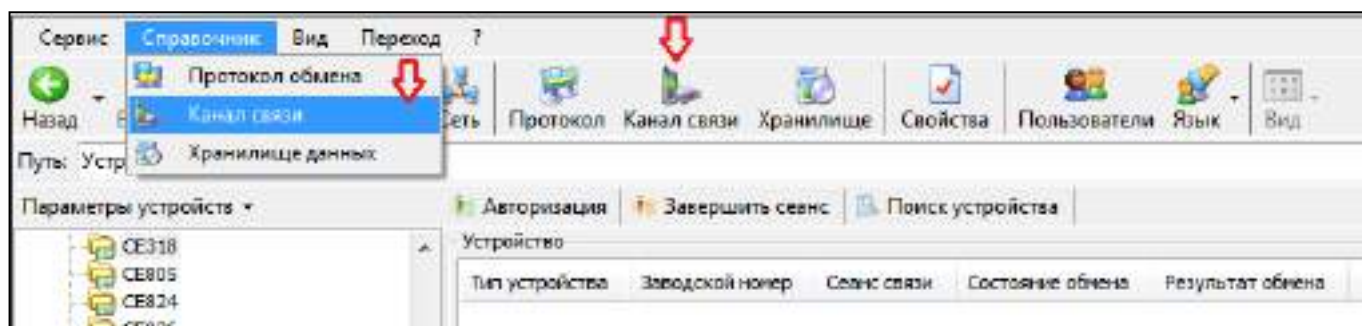 Сервис Справочник Вид Переход ?
Протокол обмена
Назад Канал связи Сеть Протокол Канал связи Хранилище Свойства Пользователи Язык Вид
Путь: Устр Хранилище данных
Параметры устройств Авторизация Завершить сеанс Поиск устройства
CE318 Устройство
CE805 Тип устройства Заводской номер Сеанс связи Состояние обмена Результат обмена
CE824